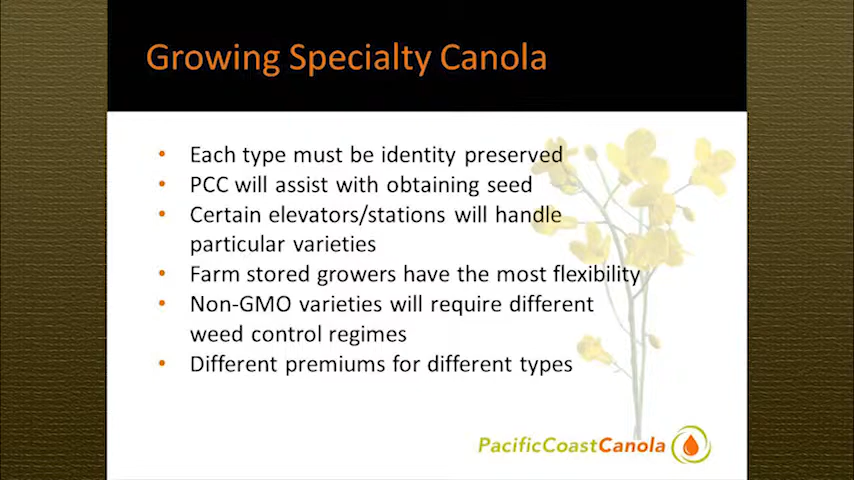 Growing Specialty Canola
• Each type must be identity preserved
• PCC will assist with obtaining seed
• Certain elevators/stations will handle
particular varieties
• Farm stored growers have the most flexibility
• Non-GMO varieties will require different
weed control regimes
• Different premiums for different types
PacificCoastCanola